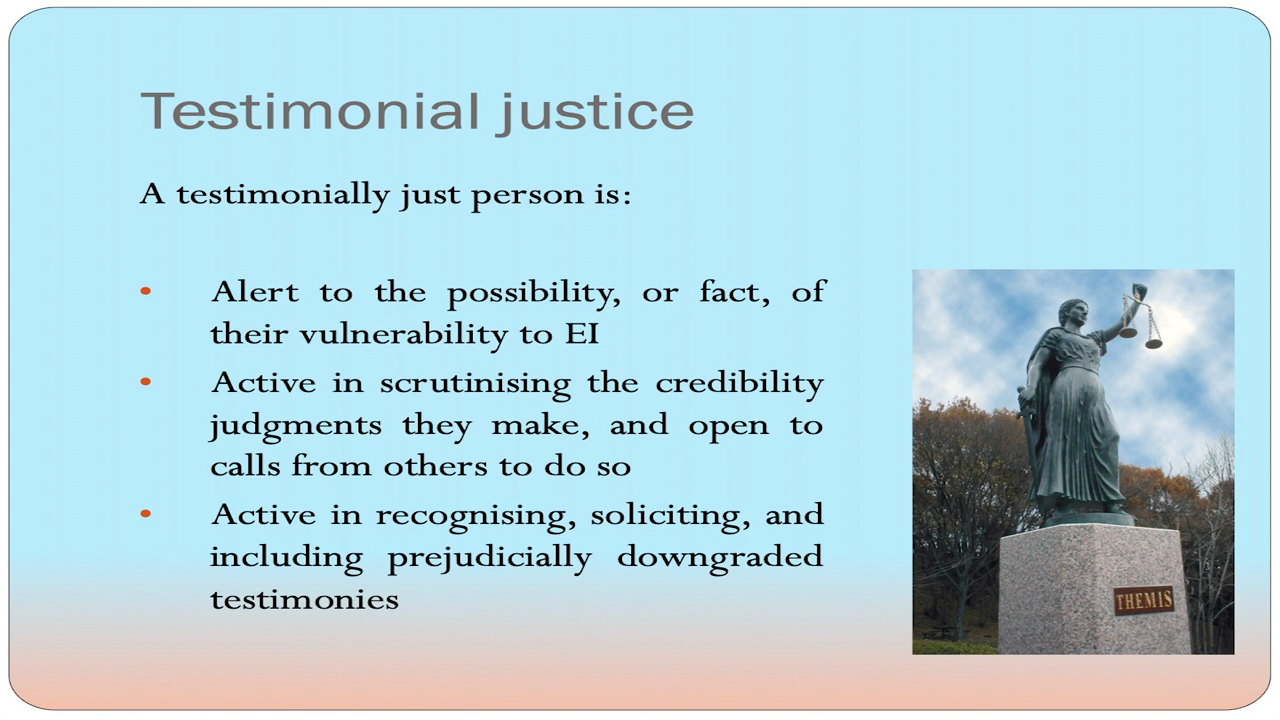 Testimonial justice
A testimonially just person is:
• Alert to the possibility, or fact, of
their vulnerability to EI
• Active in scrutinising the credibility
judgments they make, and open to
calls from others to do so
• Active in recognising, soliciting, and
including prejudicially downgraded
testimonies
THEMIS